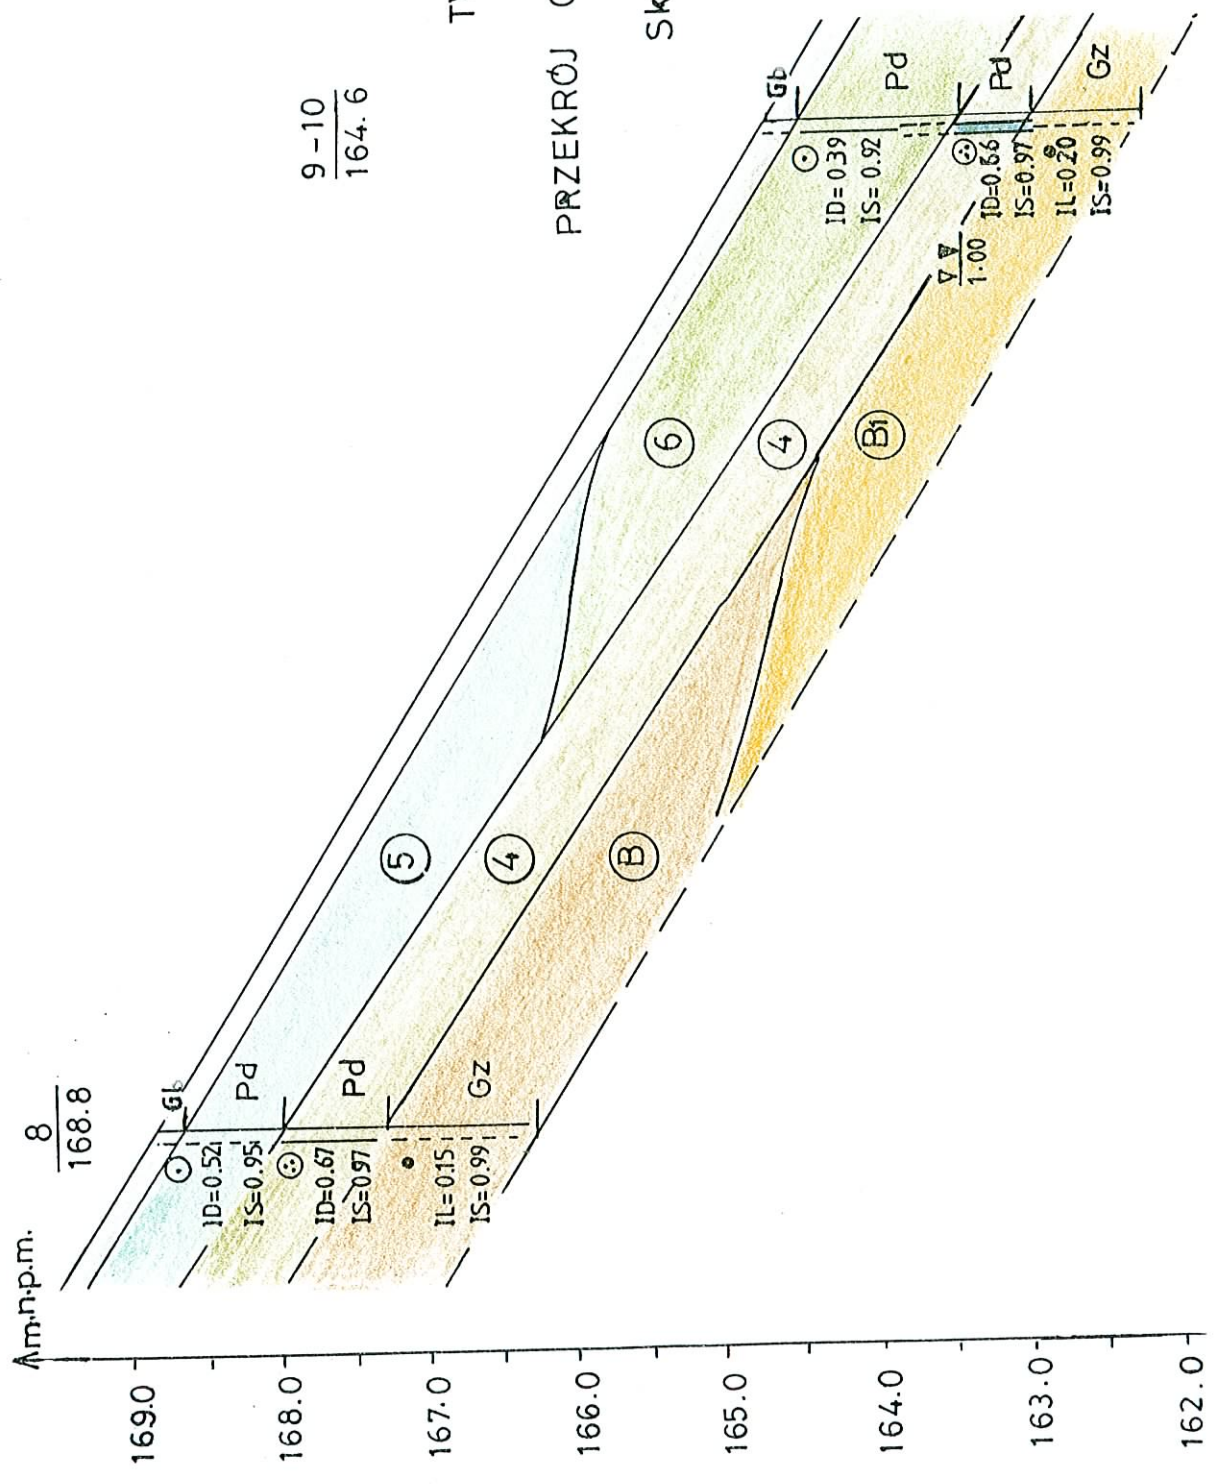 m.n.p.m.
169.0
168.0
167.0
166.0
165.0
164.0
163.0
162.0
8
168.8
Gb
Pd
Pd
Gz
ID=0.52
IS=0.95
ID=0.67
IS=0.97
IL=0.15
IS=0.99
5
4
B
6
4
B1
9-10
164.6
PRZEKRÓJ
Gb
Pd
Pd
Gz
ID=0.39
IS=0.92
ID=0.66
IS=0.97
IL=0.20
IS=0.99
1.00